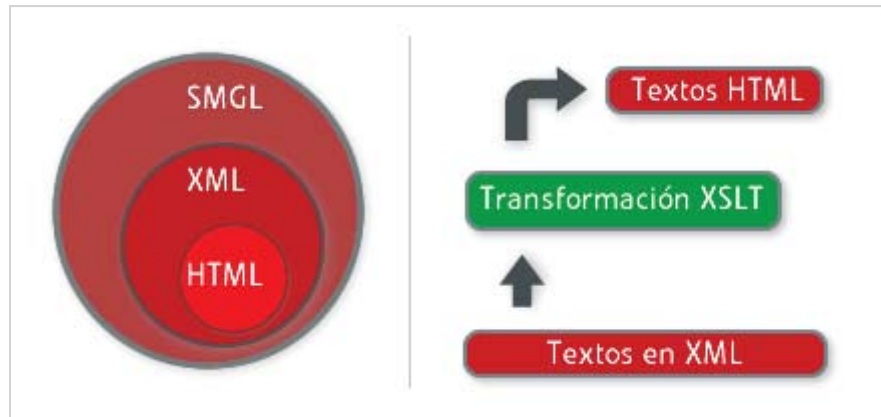 SMGL
XML
HTML
Textos HTML
Transformación XSLT
Textos en XML